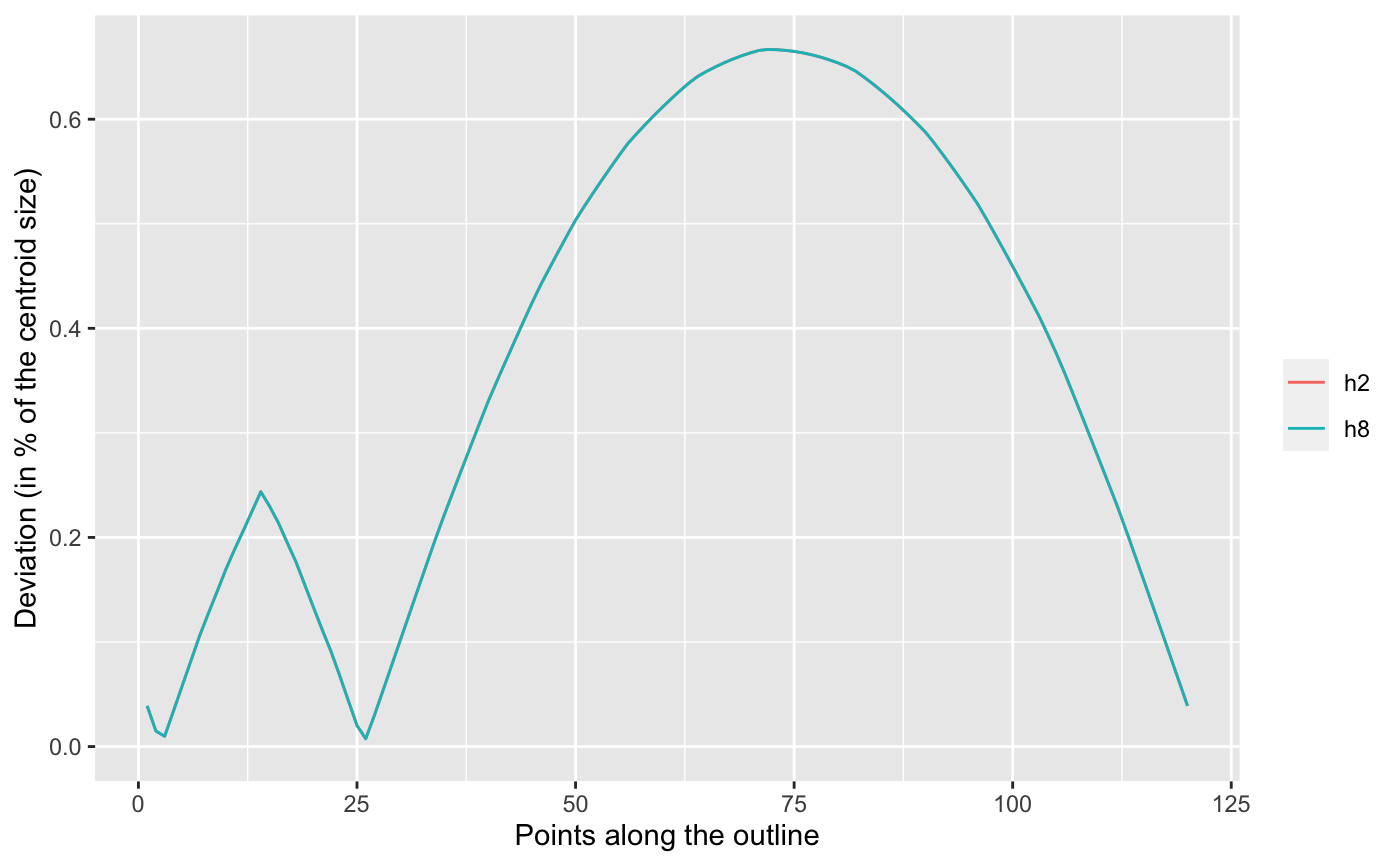 Deviation (in % of the centroid size)
0.6
0.4
0.2
0.0
0 25 50 75 100 125
Points along the outline
h2
h8